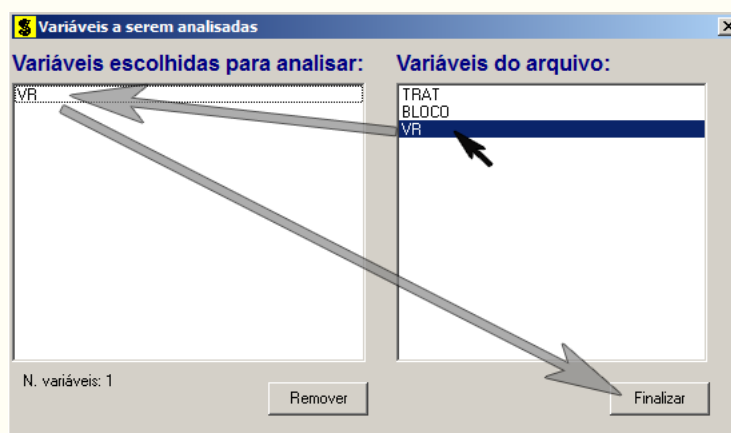 Variáveis a serem analisadas
Variáveis escolhidas para analisar:
VR
N. variáveis: 1
Remover
Variáveis do arquivo:
TRAT
BLOCO
VR
Finalizar